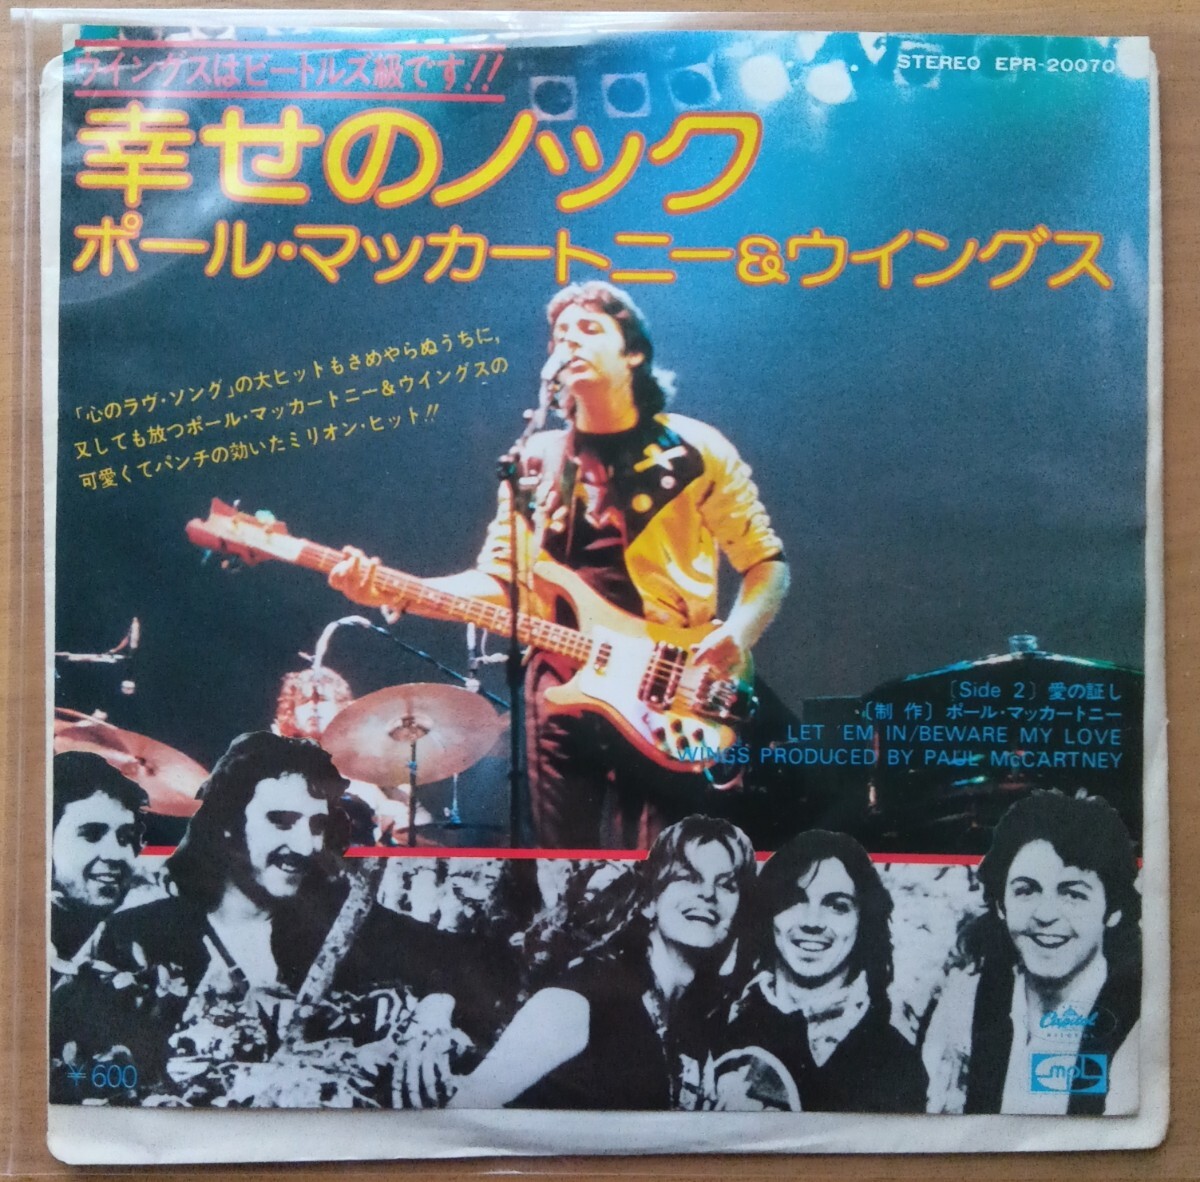 ウイングスはビートルズ級です!!
STEREO EPR-20070
幸せのノック
ポール・マッカートニー&ウイングス
「心のラヴ・ソング」の大ヒットもさめやらぬうちに,
又しても放つポール・マッカートニー&ウイングスの
可愛くてパンチの効いたミリオン・ヒット!!
〔Side 2〕愛の証し
〔制 作〕ポール・マッカートニー
LET 'EM IN/BEWARE MY LOVE
WINGS PRODUCED BY PAUL McCARTNEY
Capitol
mpl
¥600